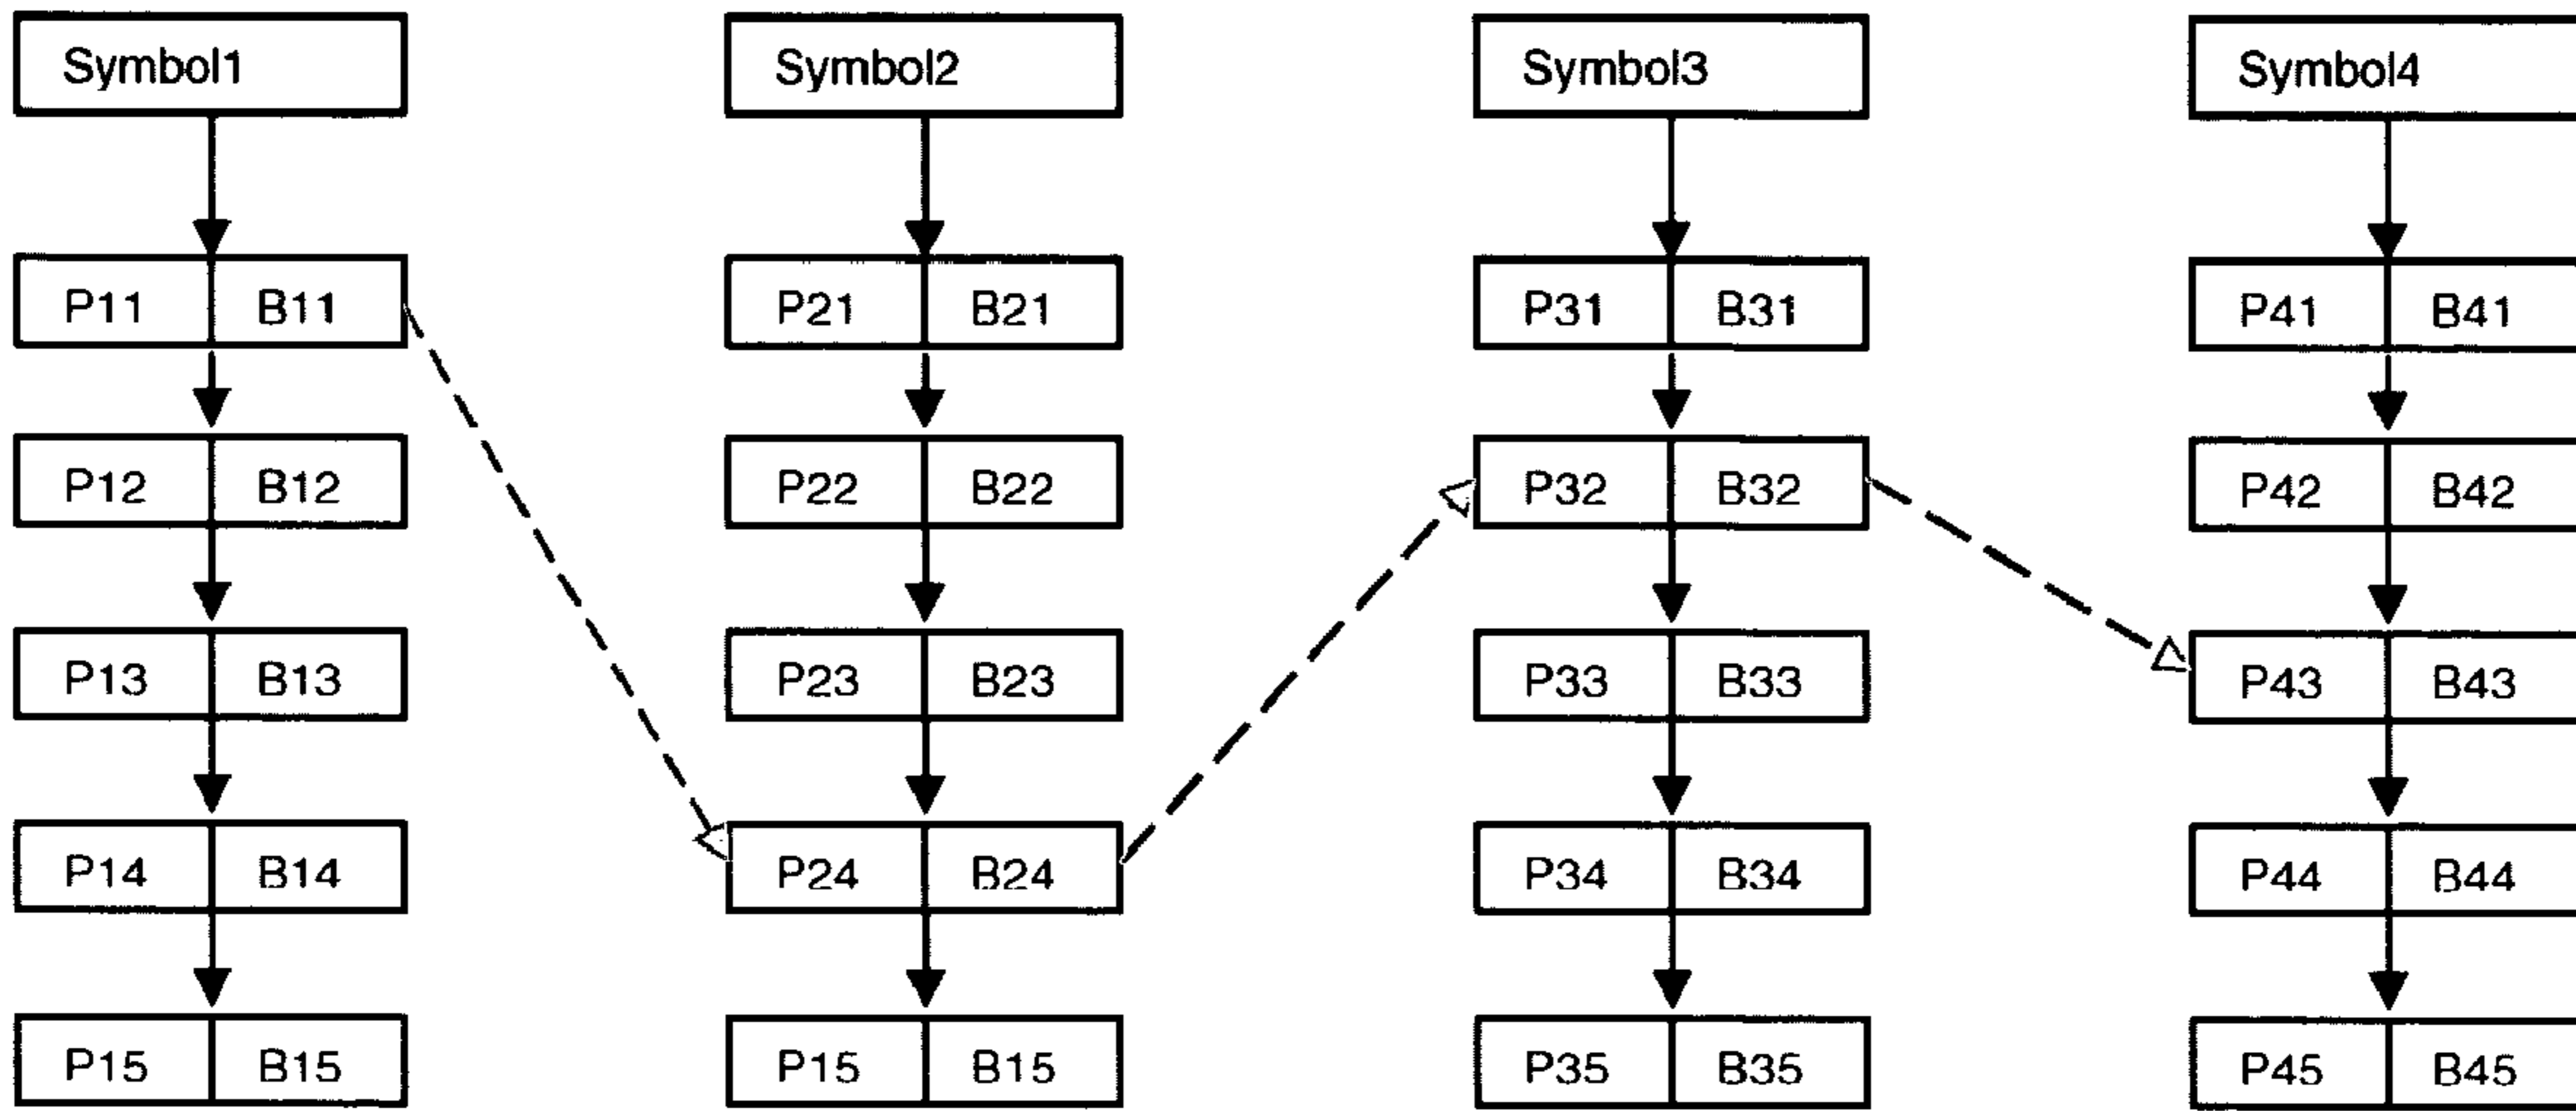 Symbol1 Symbol2 Symbol3 Symbol4
P11 B11 P21 B21 P31 B31 P41 B41
P12 B12 P22 B22 P32 B32 P42 B42
P13 B13 P23 B23 P33 B33 P43 B43
P14 B14 P24 B24 P34 B34 P44 B44
P15 B15 P15 B15 P35 B35 P45 B45